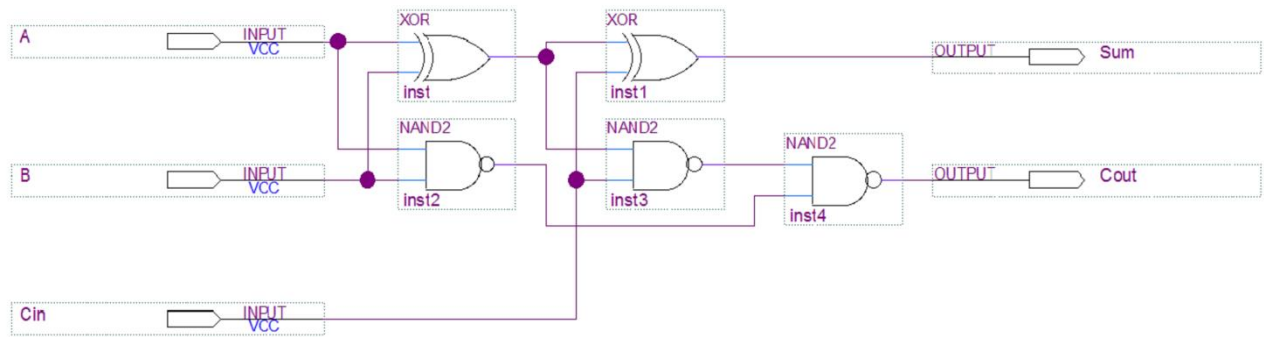 A
INPUT
VCC
XOR
inst
XOR
inst1
OUTPUT
Sum
B
INPUT
VCC
NAND2
inst2
NAND2
inst3
NAND2
inst4
OUTPUT
Cout
Cin
INPUT
VCC